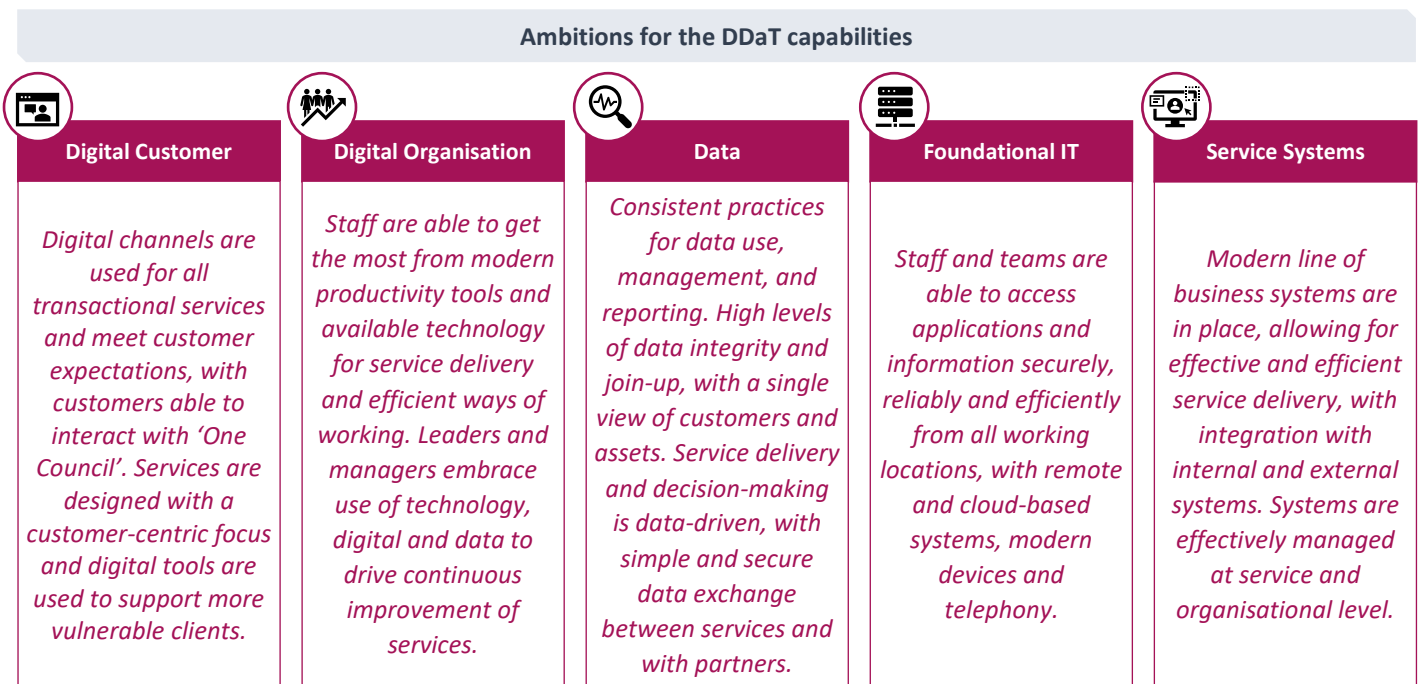 Ambitions for the DDaT capabilities
Digital Customer
Digital channels are
used for all
transactional services
and meet customer
expectations, with
customers able to
interact with ‘One
Council’. Services are
designed with a
customer-centric focus
and digital tools are
used to support more
vulnerable clients.
Digital Organisation
Staff are able to get
the most from modern
productivity tools and
available technology
for service delivery
and efficient ways of
working. Leaders and
managers embrace
use of technology,
digital and data to
drive continuous
improvement of
services.
Data
Consistent practices
for data use,
management, and
reporting. High levels
of data integrity and
join-up, with a single
view of customers and
assets. Service delivery
and decision-making
is data-driven, with
simple and secure
data exchange
between services and
with partners.
Foundational IT
Staff and teams are
able to access
applications and
information securely,
reliably and efficiently
from all working
locations, with remote
and cloud-based
systems, modern
devices and
telephony.
Service Systems
Modern line of
business systems are
in place, allowing for
effective and efficient
service delivery, with
integration with
internal and external
systems. Systems are
effectively managed
at service and
organisational level.